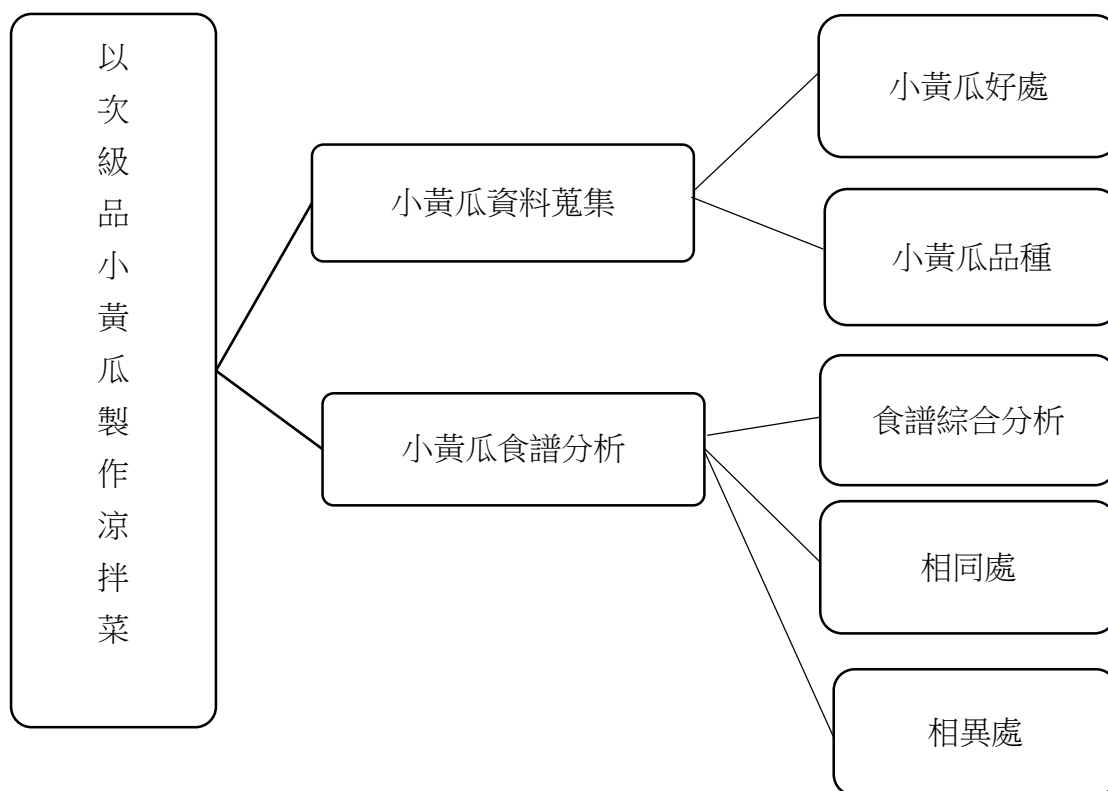 以次級品小黃瓜製作涼拌菜
小黃瓜資料蒐集
小黃瓜好處
小黃瓜品種
小黃瓜食譜分析
食譜綜合分析
相同處
相異處